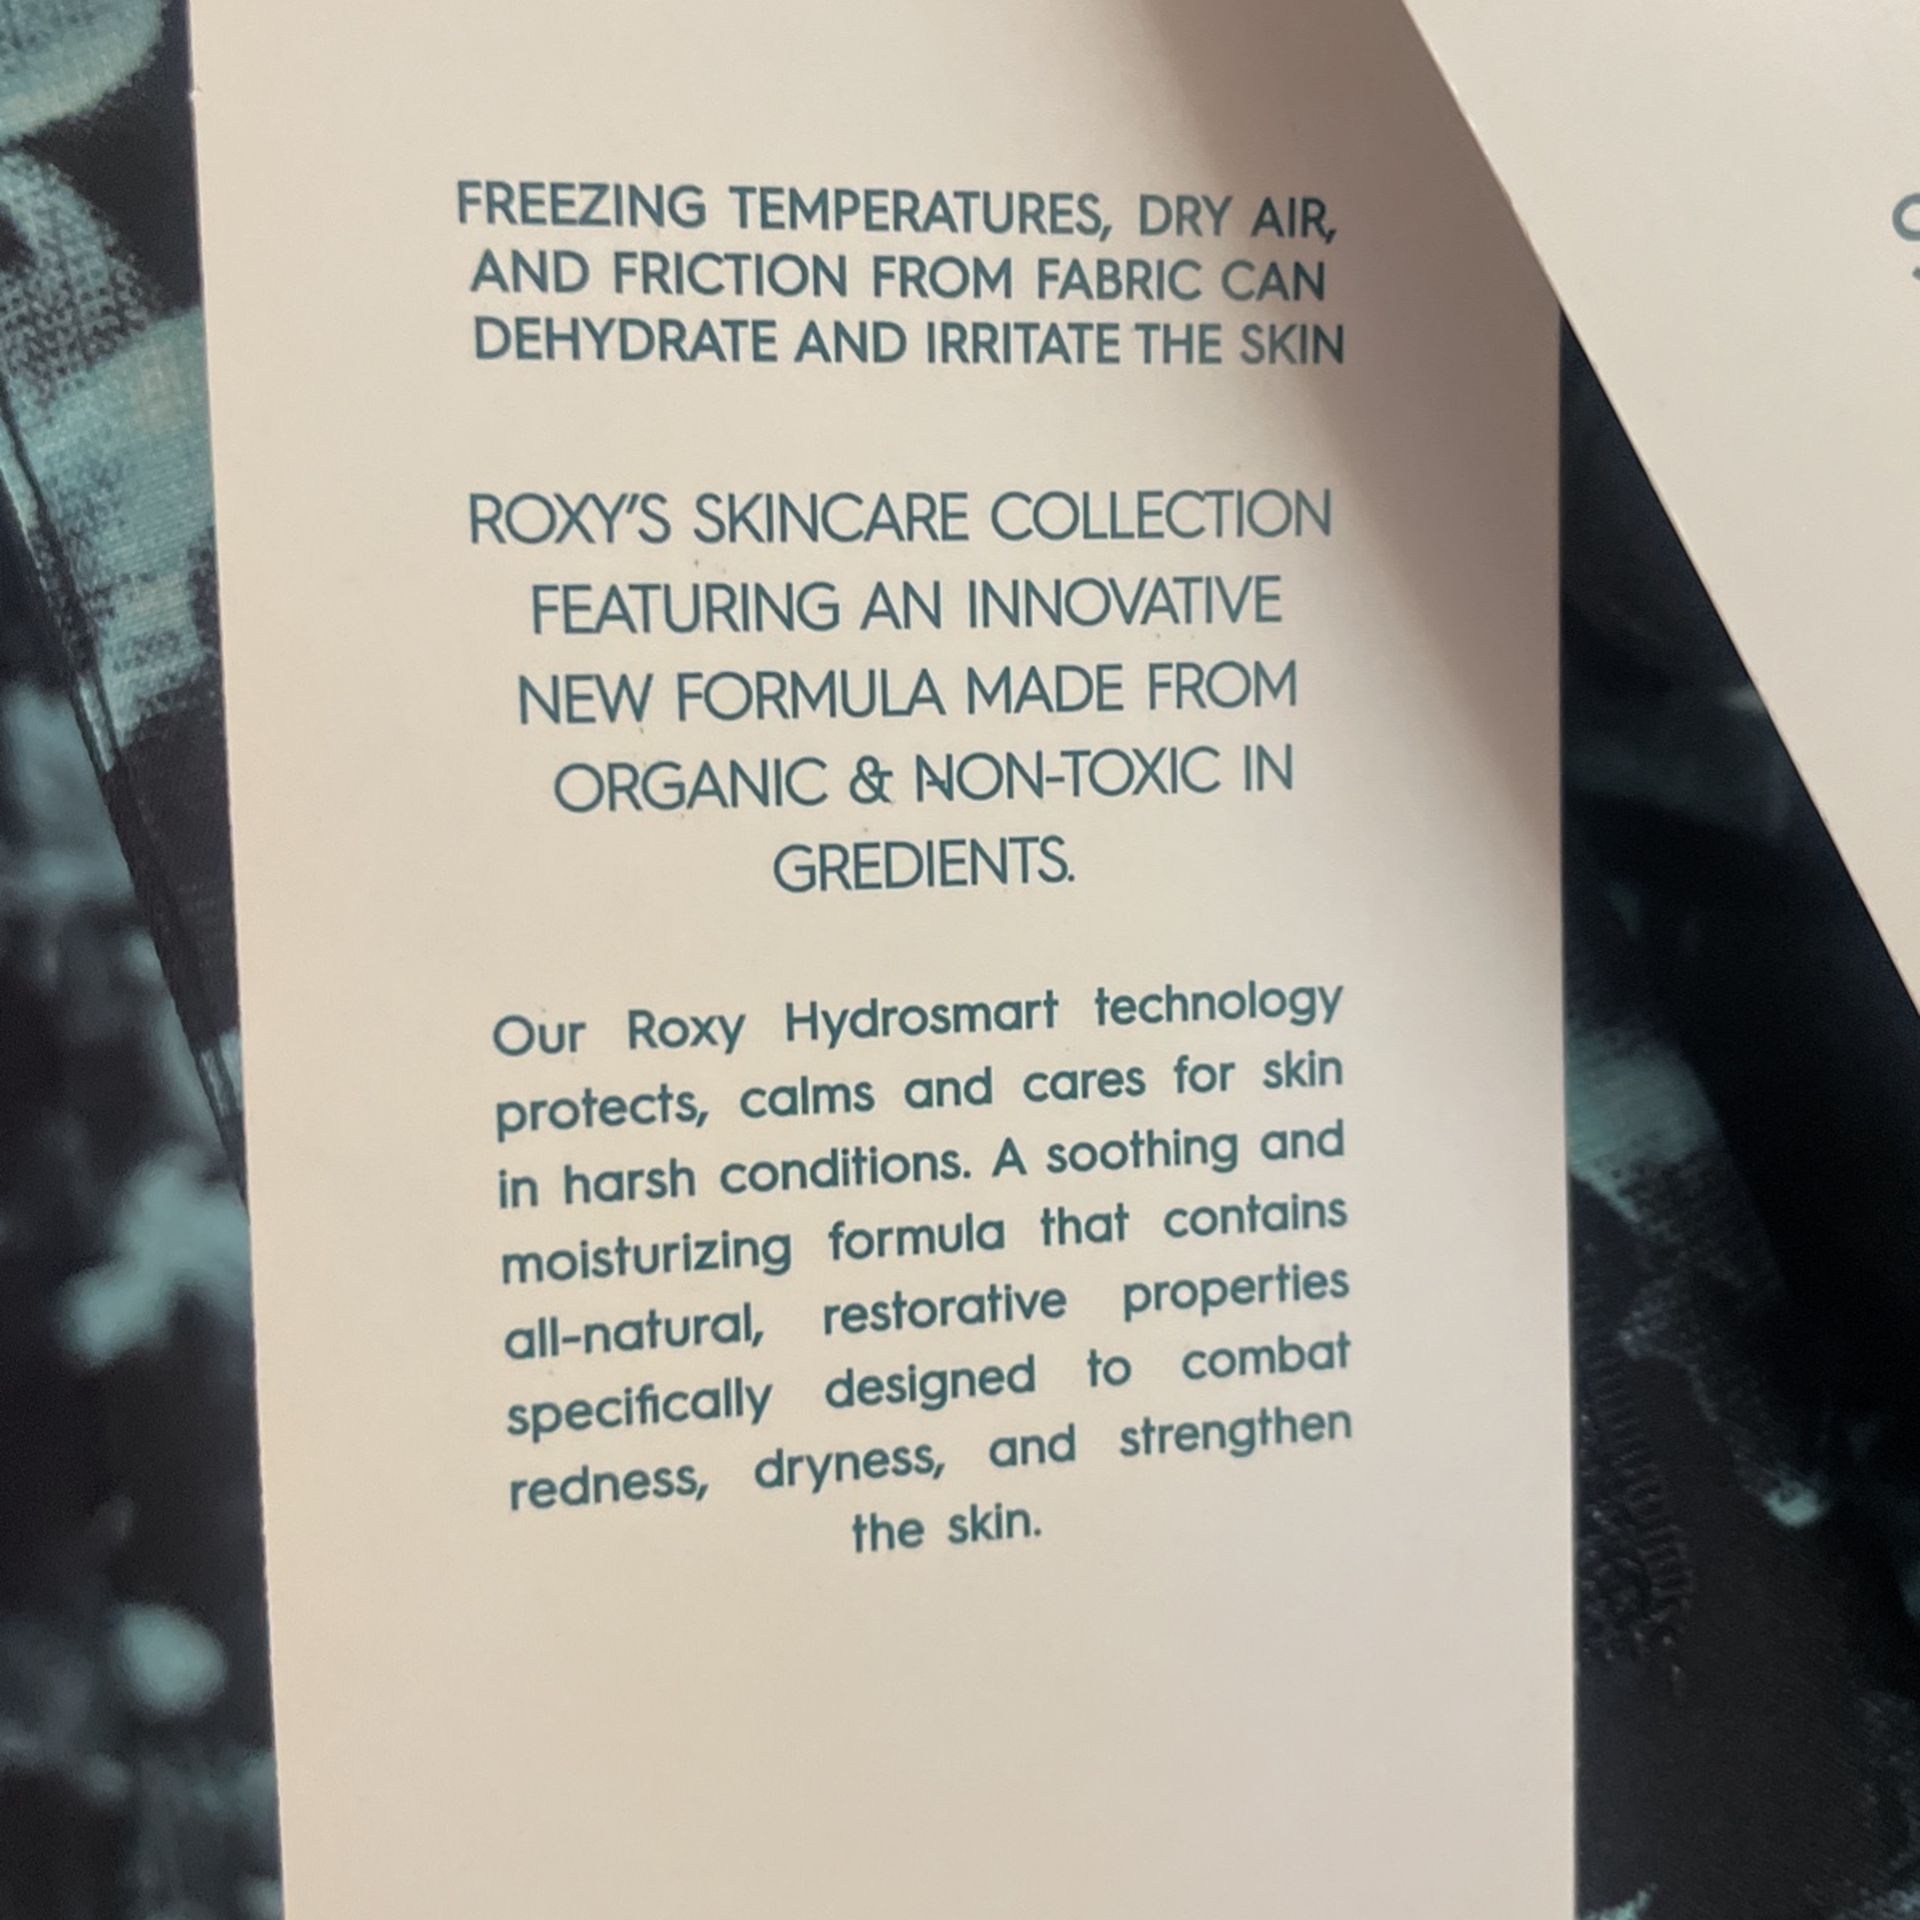 FREEZING TEMPERATURES, DRY AIR,
AND FRICTION FROM FABRIC CAN
DEHYDRATE AND IRRITATE THE SKIN
ROXY'S SKINCARE COLLECTION
FEATURING AN INNOVATIVE
NEW FORMULA MADE FROM
ORGANIC & NON-TOXIC IN
GREDIENTS.
Our Roxy Hydrosmart technology
protects, calms and cares for skin
in harsh conditions. A soothing and
moisturizing formula that contains
all-natural, restorative properties
specifically designed to combat
redness, dryness, and strengthen
the skin.